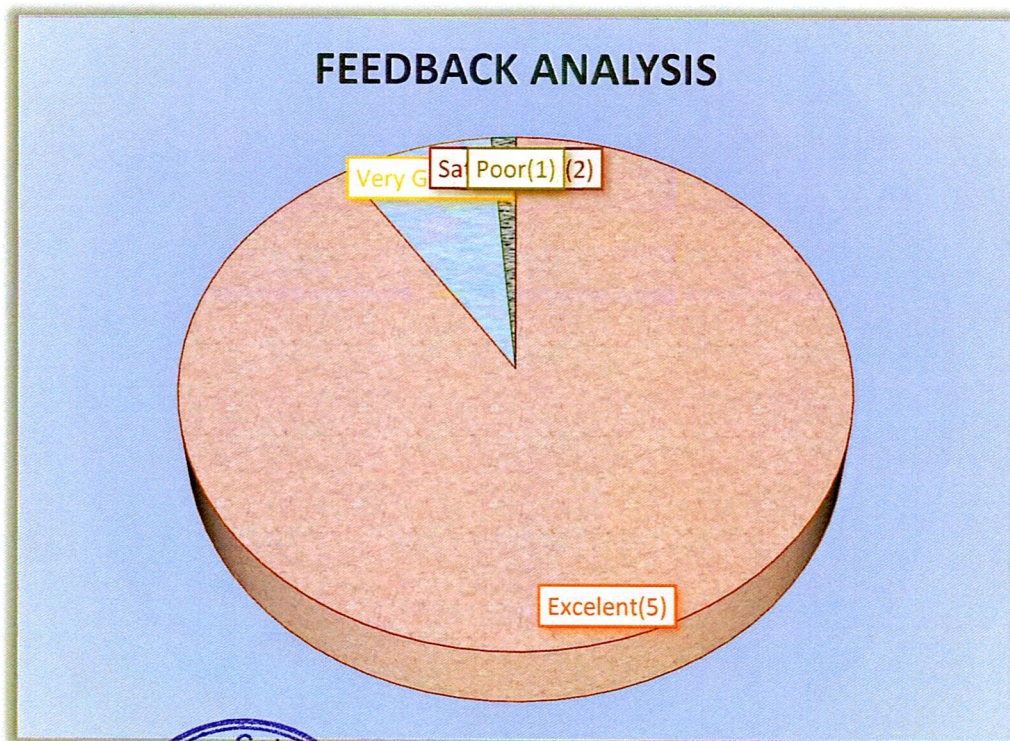 FEEDBACK ANALYSIS
Very G
Sa
Poor(1)
(2)
Excelent(5)